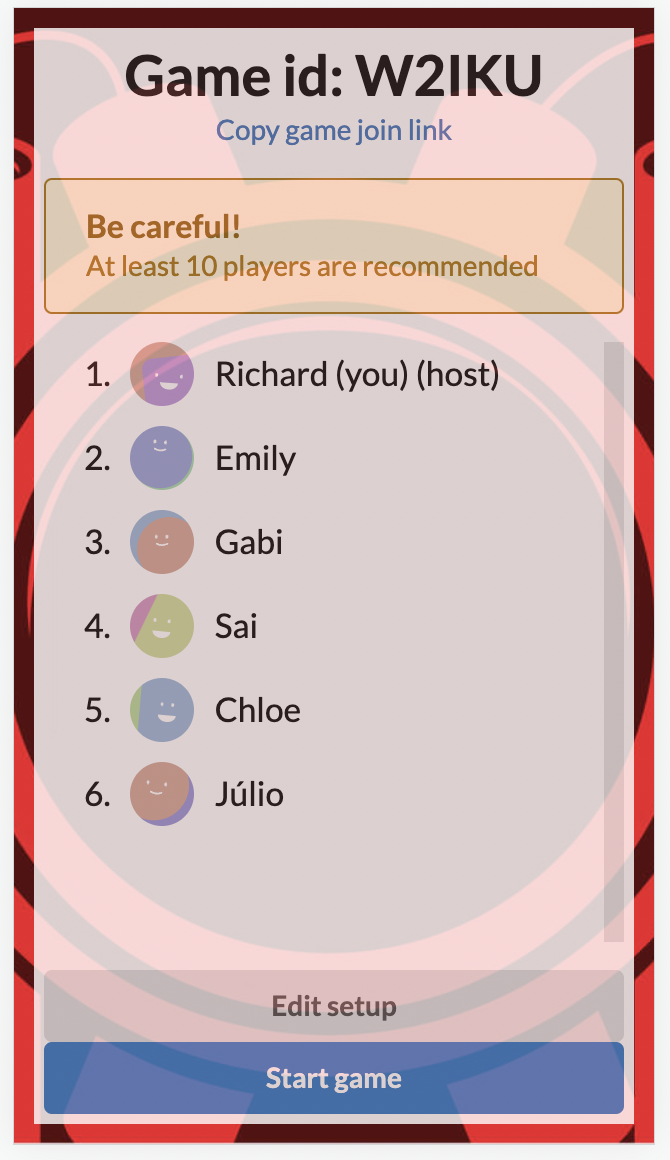 Game id: W2IKU
Copy game join link
Be careful!
At least 10 players are recommended
1. Richard (you) (host)
2. Emily
3. Gabi
4. Sai
5. Chloe
6. Júlio
Edit setup
Start game